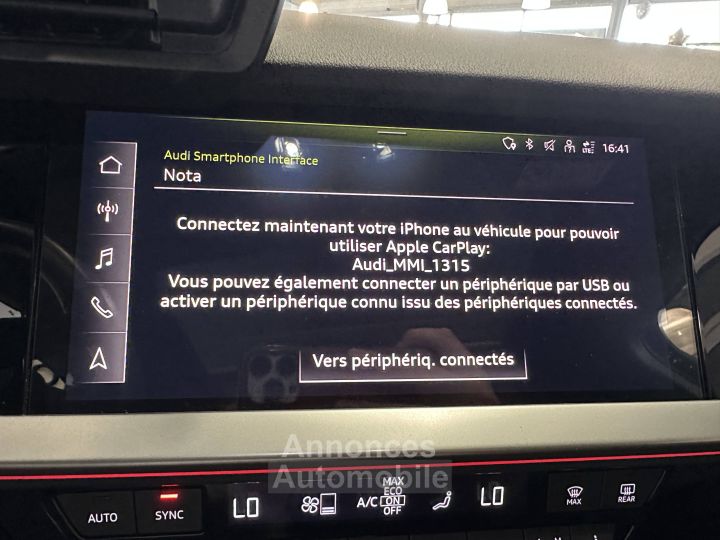 16:41
Audi Smartphone Interface
Nota
Connectez maintenant votre iPhone au véhicule pour pouvoir
utiliser Apple CarPlay:
Audi_MMI_1315
Vous pouvez également connecter un périphérique par USB ou
activer un périphérique connu issu des périphériques connectés.
Vers périphériq. connectés
Annonces
Automobile
AUTO
SYNC
LO
A/C
MAX
ECO
ON
OFF
LO
MAX
REAR